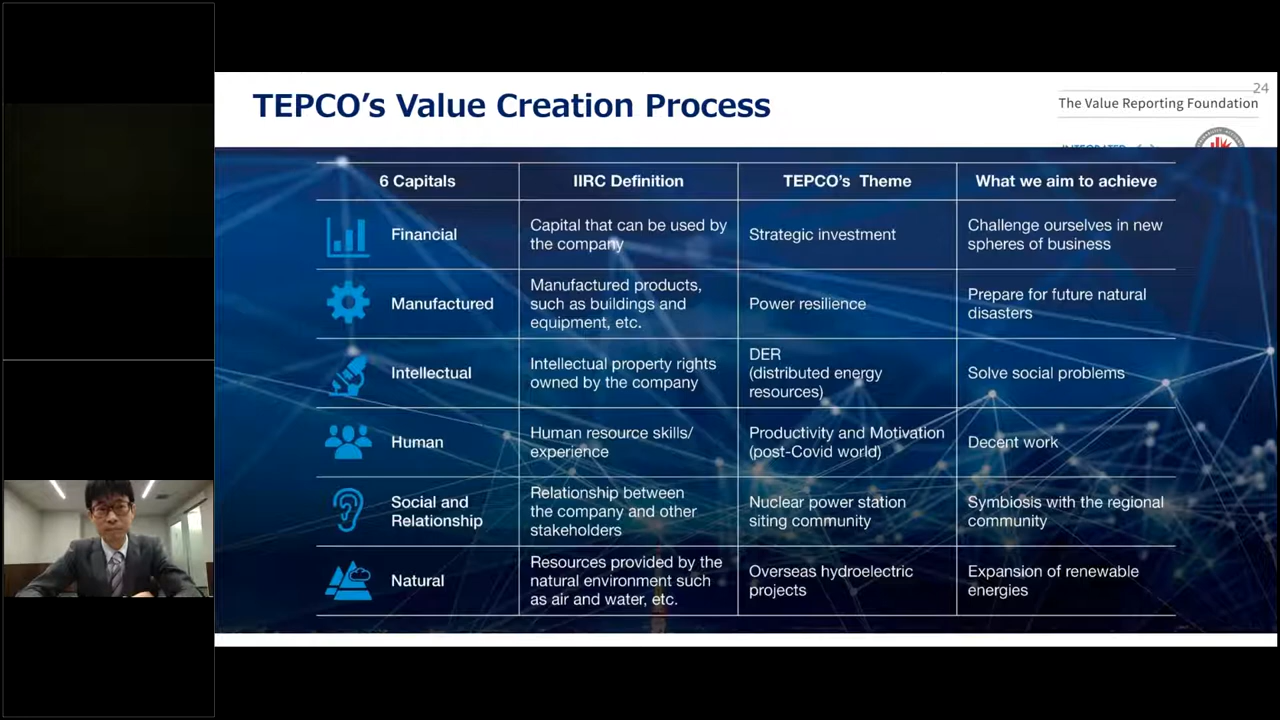 TEPCO's Value Creation Process
24
The Value Reporting Foundation
6 Capitals
IIRC Definition
TEPCO's Theme
What we aim to achieve
Financial
Capital that can be used by
the company
Strategic investment
Challenge ourselves in new
spheres of business
Manufactured
Manufactured products,
such as buildings and
equipment, etc.
Power resilience
Prepare for future natural
disasters
Intellectual
Intellectual property rights
owned by the company
DER
(distributed energy
resources)
Solve social problems
Human
Human resource skills/
experience
Productivity and Motivation
(post-Covid world)
Decent work
Social and
Relationship
Relationship between
the company and other
stakeholders
Nuclear power station
siting community
Symbiosis with the regional
community
Natural
Resources provided by the
natural environment such
as air and water, etc.
Overseas hydroelectric
projects
Expansion of renewable
energies